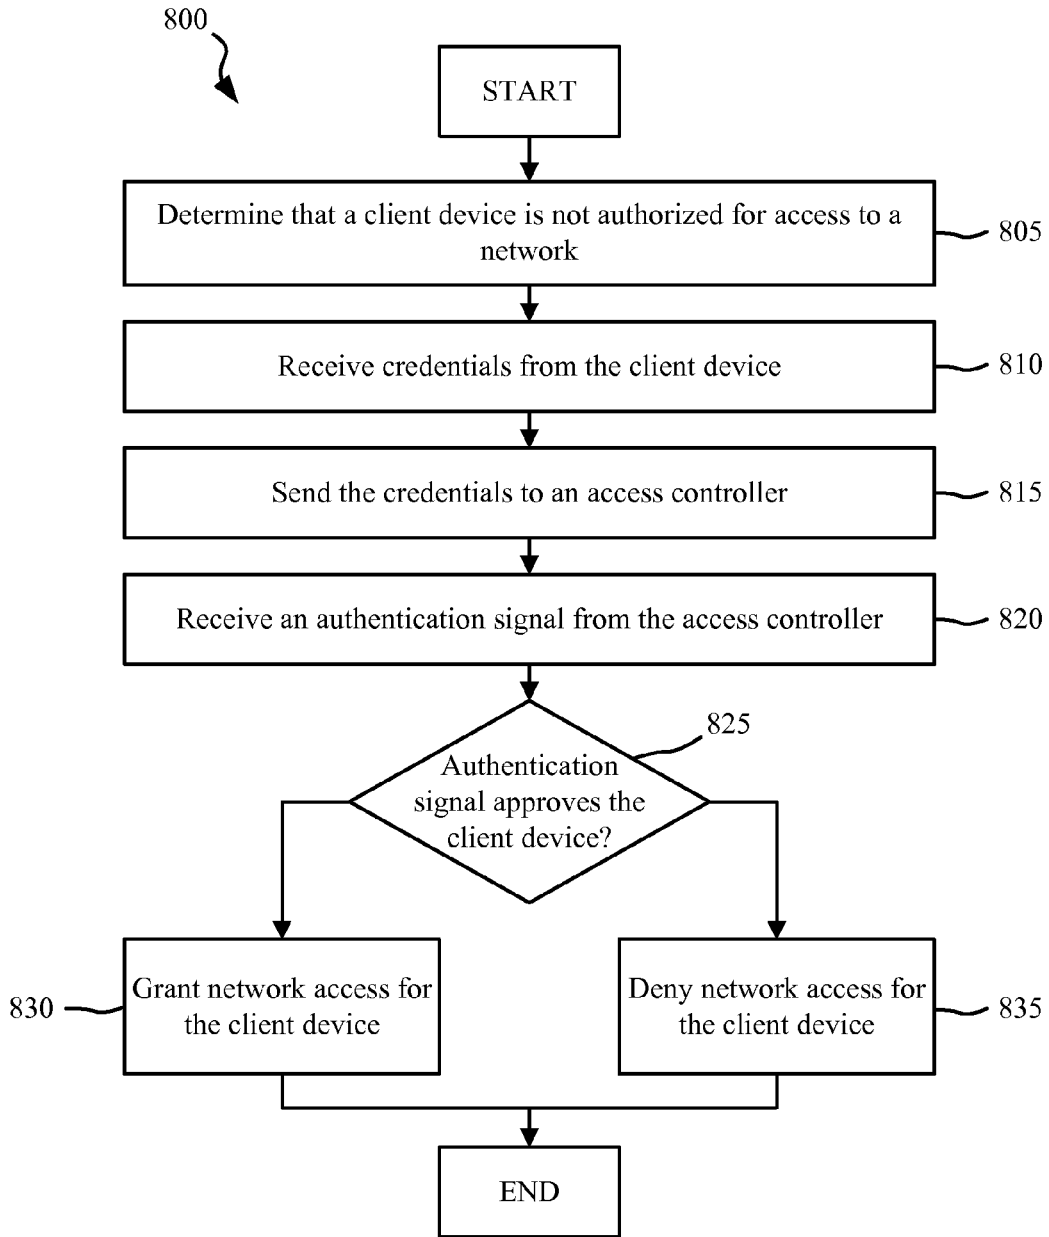 800
START
Determine that a client device is not authorized for access to a
network
805
Receive credentials from the client device
810
Send the credentials to an access controller
815
Receive an authentication signal from the access controller
820
825
Authentication
signal approves the
client device?
830
Grant network access for
the client device
Deny network access for
the client device
835
END